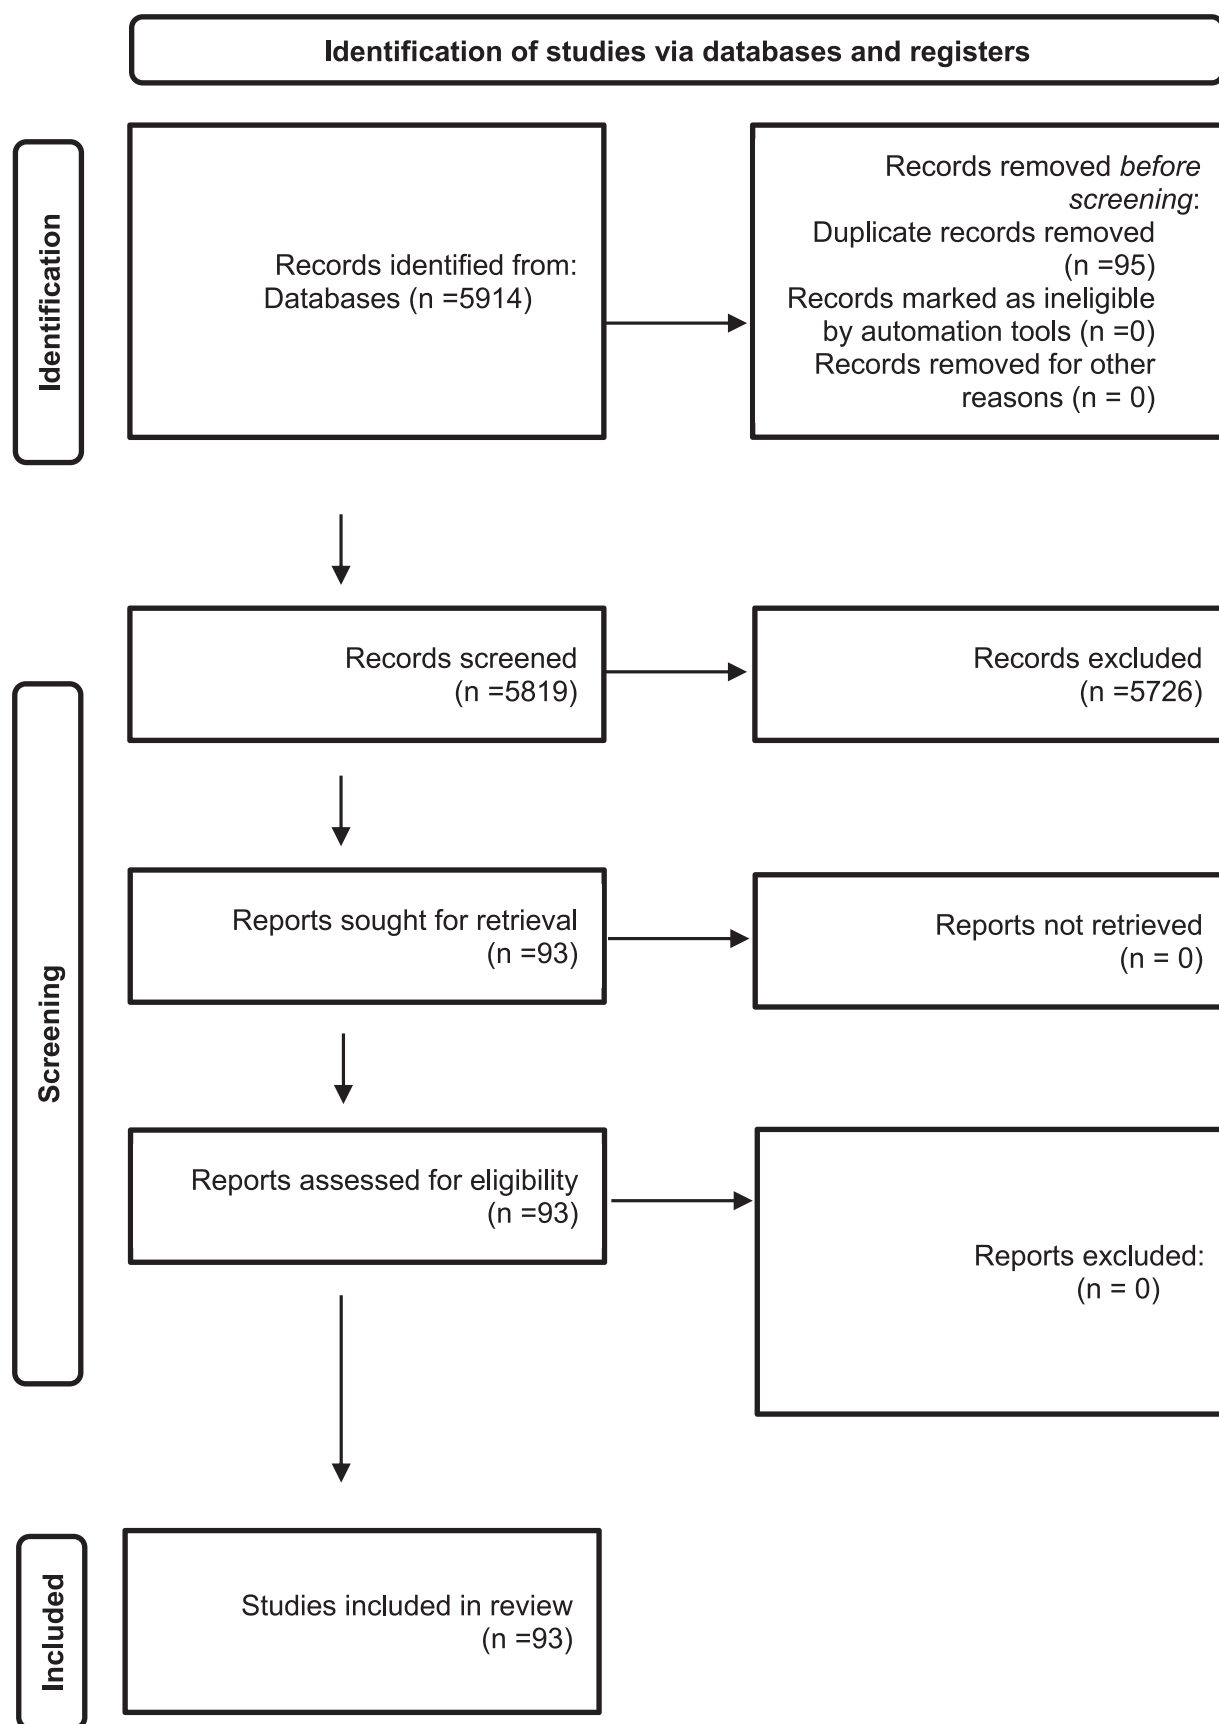 Identification of studies via databases and registers
Identification
Records identified from:
Databases (n =5914)
Records removed before
screening:
Duplicate records removed
(n =95)
Records marked as ineligible
by automation tools (n =0)
Records removed for other
reasons (n = 0)
Screening
Records screened
(n =5819)
Records excluded
(n =5726)
Reports sought for retrieval
(n =93)
Reports not retrieved
(n = 0)
Reports assessed for eligibility
(n =93)
Reports excluded:
(n = 0)
Included
Studies included in review
(n =93)